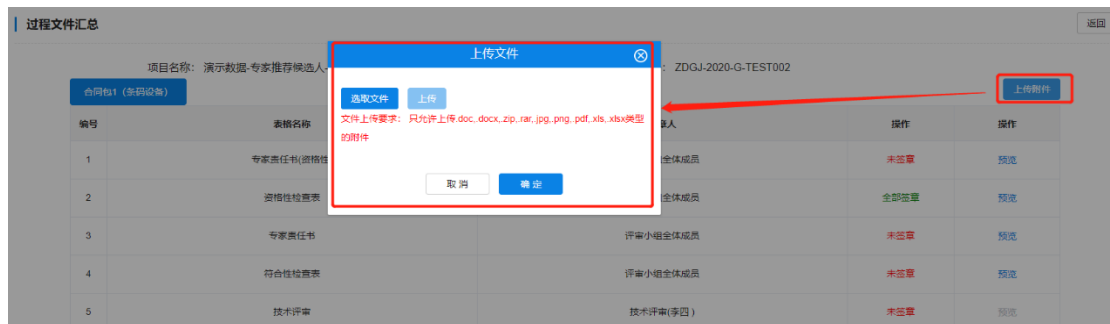 过程文件汇总
返回
上传文件
项目名称: 演示数据-专家推荐候选人-
: ZDGJ-2020-G-TEST002
合同包1 (条码设备)
上传附件
选取文件 上传
文件上传要求: 只允许上传.doc,.docx,.zip,.rar,.jpg,.png,.pdf,.xls,.xlsx类型
的附件
取 消 确 定
编号 表格名称 章人 操作 操作
1 专家责任书(资格性 全体成员 未签章 预览
2 资格性检查表 全体成员 全部签章 预览
3 专家责任书 评审小组全体成员 未签章 预览
4 符合性检查表 评审小组全体成员 未签章 预览
5 技术评审 技术评审(李四 ) 未签章 预览